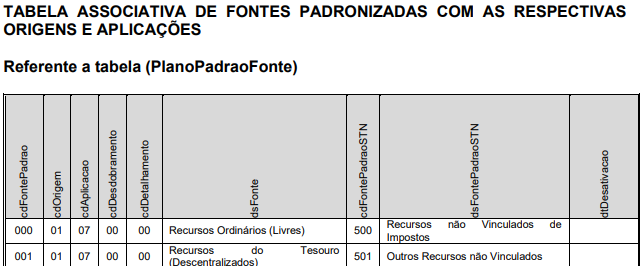 TABELA ASSOCIATIVA DE FONTES PADRONIZADAS COM AS RESPECTIVAS
ORIGENS E APLICAÇÕES
Referente a tabela (PlanoPadraoFonte)
cdFontePadrao cdOrigem cdAplicacao cdDesdobramento cdDetalhamento dsFonte cdFontePadraoSTN dsFontePadraoSTN dtDesativacao
000 01 07 00 00 Recursos Ordinários (Livres) 500 Recursos não Vinculados de
Impostos
001 01 07 00 00 Recursos do Tesouro
(Descentralizados) 501 Outros Recursos não Vinculados